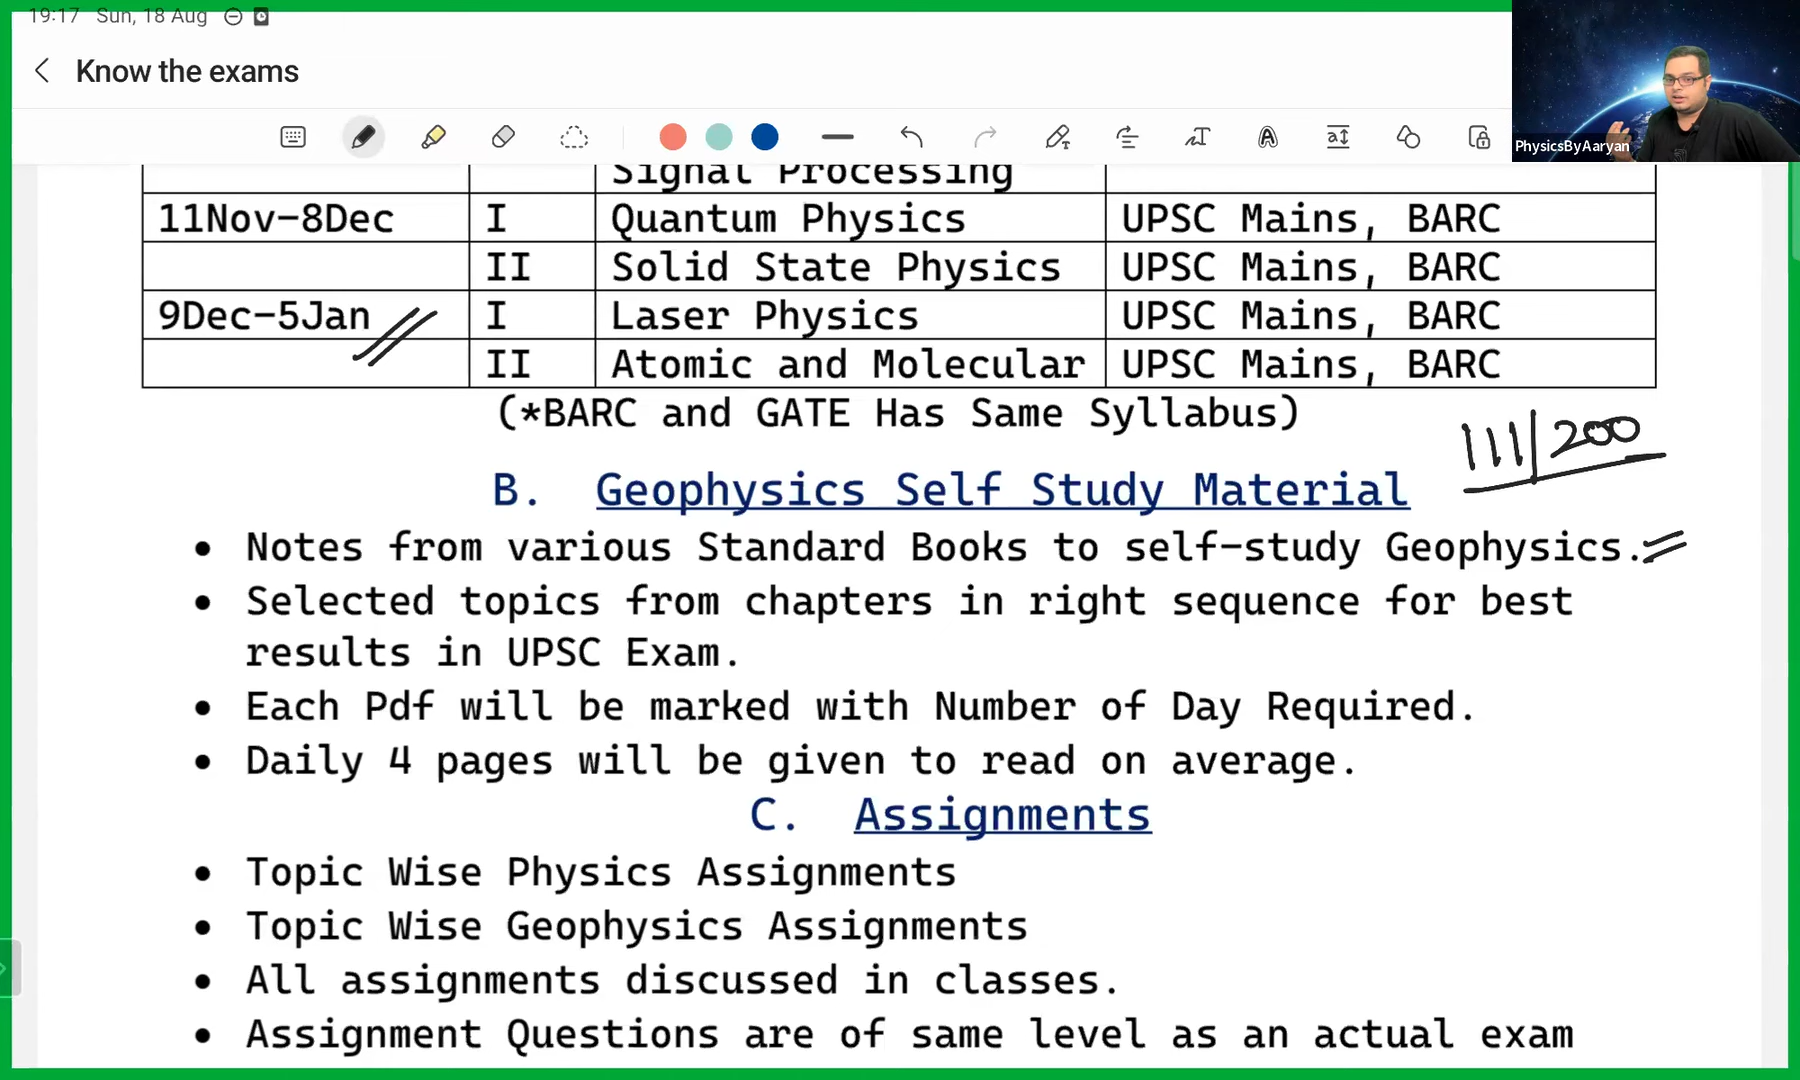 19:17 Sun, 18 Aug
Know the exams
PhysicsByAaryan
Signal Processing
11Nov-8Dec I Quantum Physics UPSC Mains, BARC
II Solid State Physics UPSC Mains, BARC
9Dec-5Jan I Laser Physics UPSC Mains, BARC
II Atomic and Molecular UPSC Mains, BARC
(*BARC and GATE Has Same Syllabus)
111/200
B. Geophysics Self Study Material
• Notes from various Standard Books to self-study Geophysics.
• Selected topics from chapters in right sequence for best
results in UPSC Exam.
• Each Pdf will be marked with Number of Day Required.
• Daily 4 pages will be given to read on average.
C. Assignments
• Topic Wise Physics Assignments
• Topic Wise Geophysics Assignments
• All assignments discussed in classes.
• Assignment Questions are of same level as an actual exam